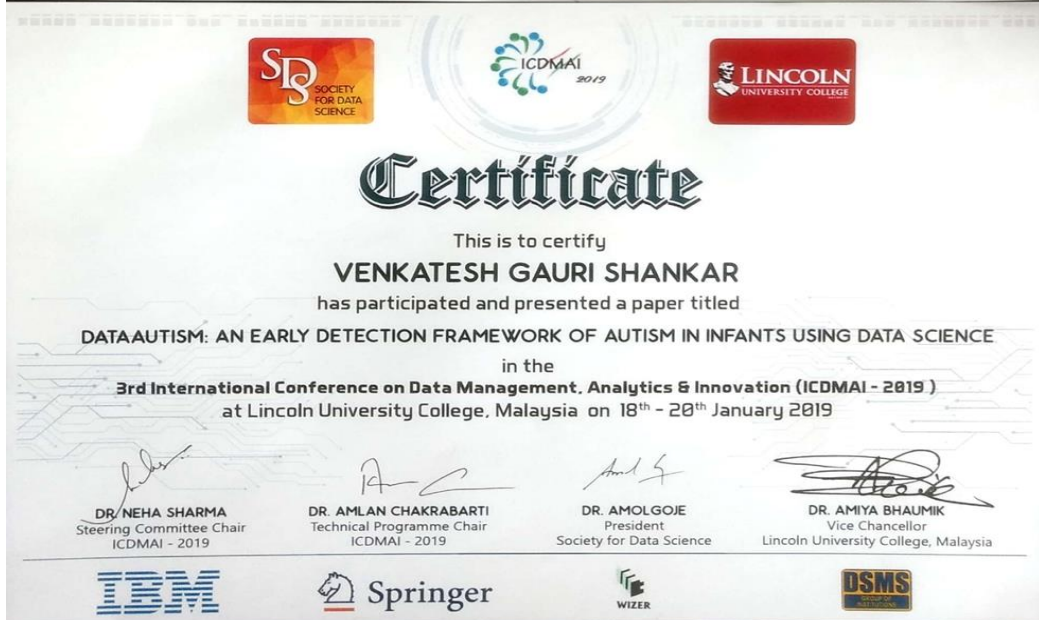 SDS
SOCIETY
FOR DATA
SCIENCE
ICDMAI
2019
LINCOLN
UNIVERSITY COLLEGE
Certificate
This is to certify
VENKATESH GAURI SHANKAR
has participated and presented a paper titled
DATAAUTISM: AN EARLY DETECTION FRAMEWORK OF AUTISM IN INFANTS USING DATA SCIENCE
in the
3rd International Conference on Data Management, Analytics & Innovation (ICDMAI - 2019 )
at Lincoln University College, Malaysia on 18th - 20th January 2019
DR. NEHA SHARMA
Steering Committee Chair
ICDMAI - 2019
DR. AMLAN CHAKRABARTI
Technical Programme Chair
ICDMAI - 2019
DR. AMOLGOJE
President
Society for Data Science
DR. AMIYA BHAUMIK
Vice Chancellor
Lincoln University College, Malaysia
IBM
Springer
WIZER
DSMS
GROUP OF
INSTITUTIONS